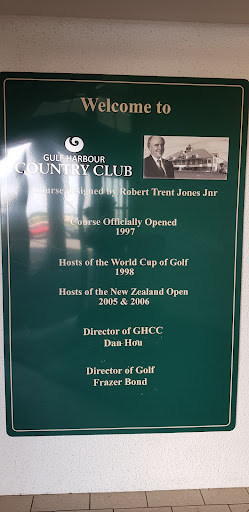 Welcome to
GULF HARBOUR
COUNTRY CLUB
Course designed by Robert Trent Jones Jnr
Course Officially Opened
1997
Hosts of the World Cup of Golf
1998
Hosts of the New Zealand Open
2005 & 2006
Director of GHCC
Dan Hou
Director of Golf
Frazer Bond